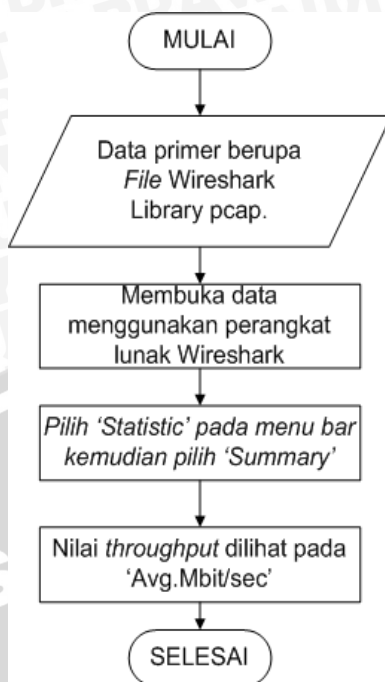 MULAI
Data primer berupa
File Wireshark
Library pcap.
Membuka data
menggunakan perangkat
lunak Wireshark
Pilih ‘Statistic’ pada menu bar
kemudian pilih ‘Summary’
Nilai throughput dilihat pada
‘Avg.Mbit/sec’
SELESAI